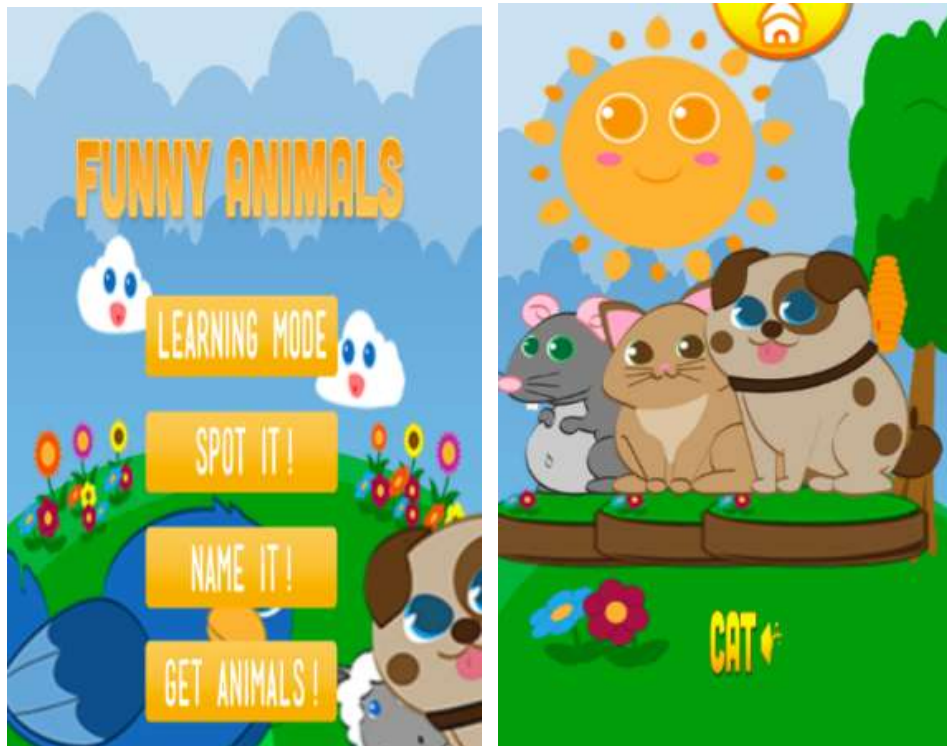 FUNNY ANIMALS
LEARNING MODE
SPOT IT!
NAME IT!
GET ANIMALS!
CAT